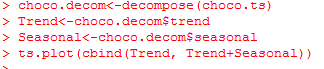 > choco.decom<-decompose(choco.ts)
> Trend<-choco.decom$trend
> Seasonal<-choco.decom$seasonal
> ts.plot(cbind(Trend, Trend+Seasonal))
>